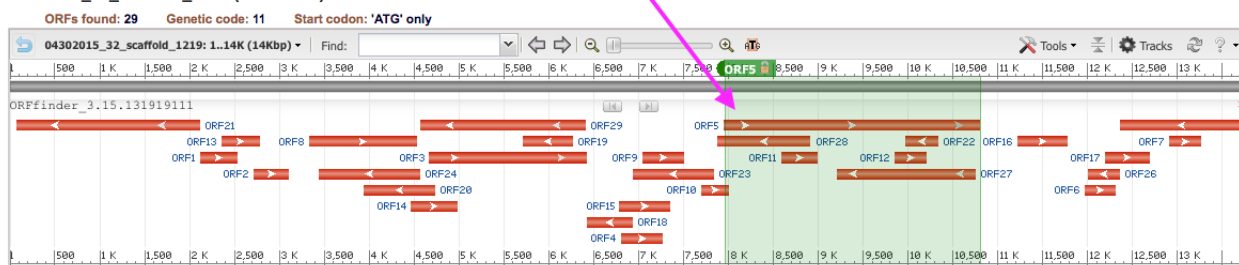 ORFs found: 29 Genetic code: 11 Start codon: 'ATG' only
04302015_32_scaffold_1219: 1..14K (14Kbp) Find: ATG Tools Tracks ?
1 500 1 K 1,500 2 K 2,500 3 K 3,500 4 K 4,500 5 K 5,500 6 K 6,500 7 K 7,500 ORF5 8,500 9 K 9,500 10 K 10,500 11 K 11,500 12 K 12,500 13 K
ORFfinder_3.15.131919111
ORF21 ORF29 ORF5
ORF13 ORF8 ORF19 ORF28 ORF22 ORF16 ORF7
ORF1 ORF3 ORF9 ORF11 ORF12 ORF17
ORF2 ORF24 ORF23 ORF27 ORF26
ORF20 ORF10 ORF6
ORF14 ORF15
ORF18
ORF4
1 500 1 K 1,500 2 K 2,500 3 K 3,500 4 K 4,500 5 K 5,500 6 K 6,500 7 K 7,500 8 K 8,500 9 K 9,500 10 K 10,500 11 K 11,500 12 K 12,500 13 K